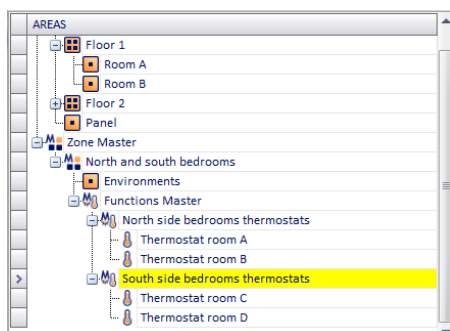 AREAS
Floor 1
Room A
Room B
Floor 2
Panel
Zone Master
North and south bedrooms
Environments
Functions Master
North side bedrooms thermostats
Thermostat room A
Thermostat room B
South side bedrooms thermostats
Thermostat room C
Thermostat room D